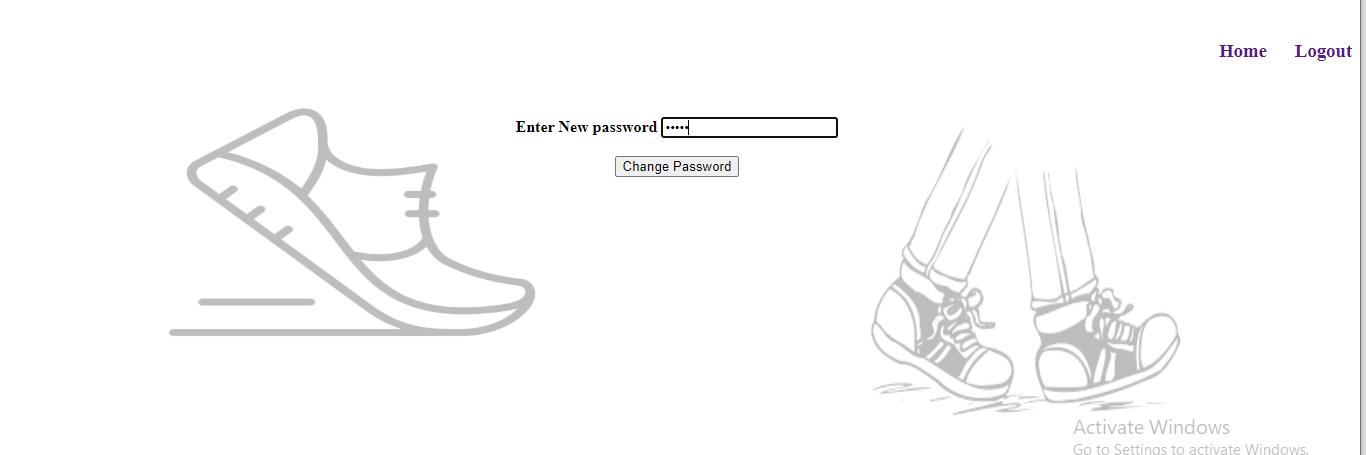 Home Logout
Enter New password •••••
Change Password
Activate Windows
Go to Settings to activate Windows.